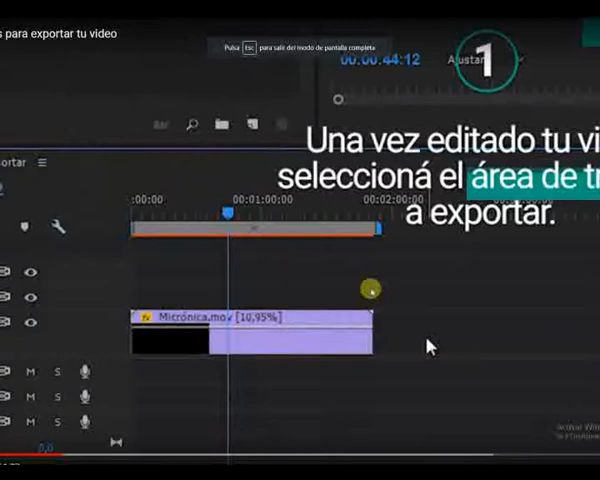 s para exportar tu video
Pulsa Esc para salir del modo de pantalla completa
00:00:44:12
Ajustar
1
Una vez editado tu vi
seleccioná el área de tr
a exportar.
ortar
:00:00
00:01:00:00
00:02:00:00
fx Micrónica.mov [10,95%]
M S
M S
M S
0,0
Activar Win